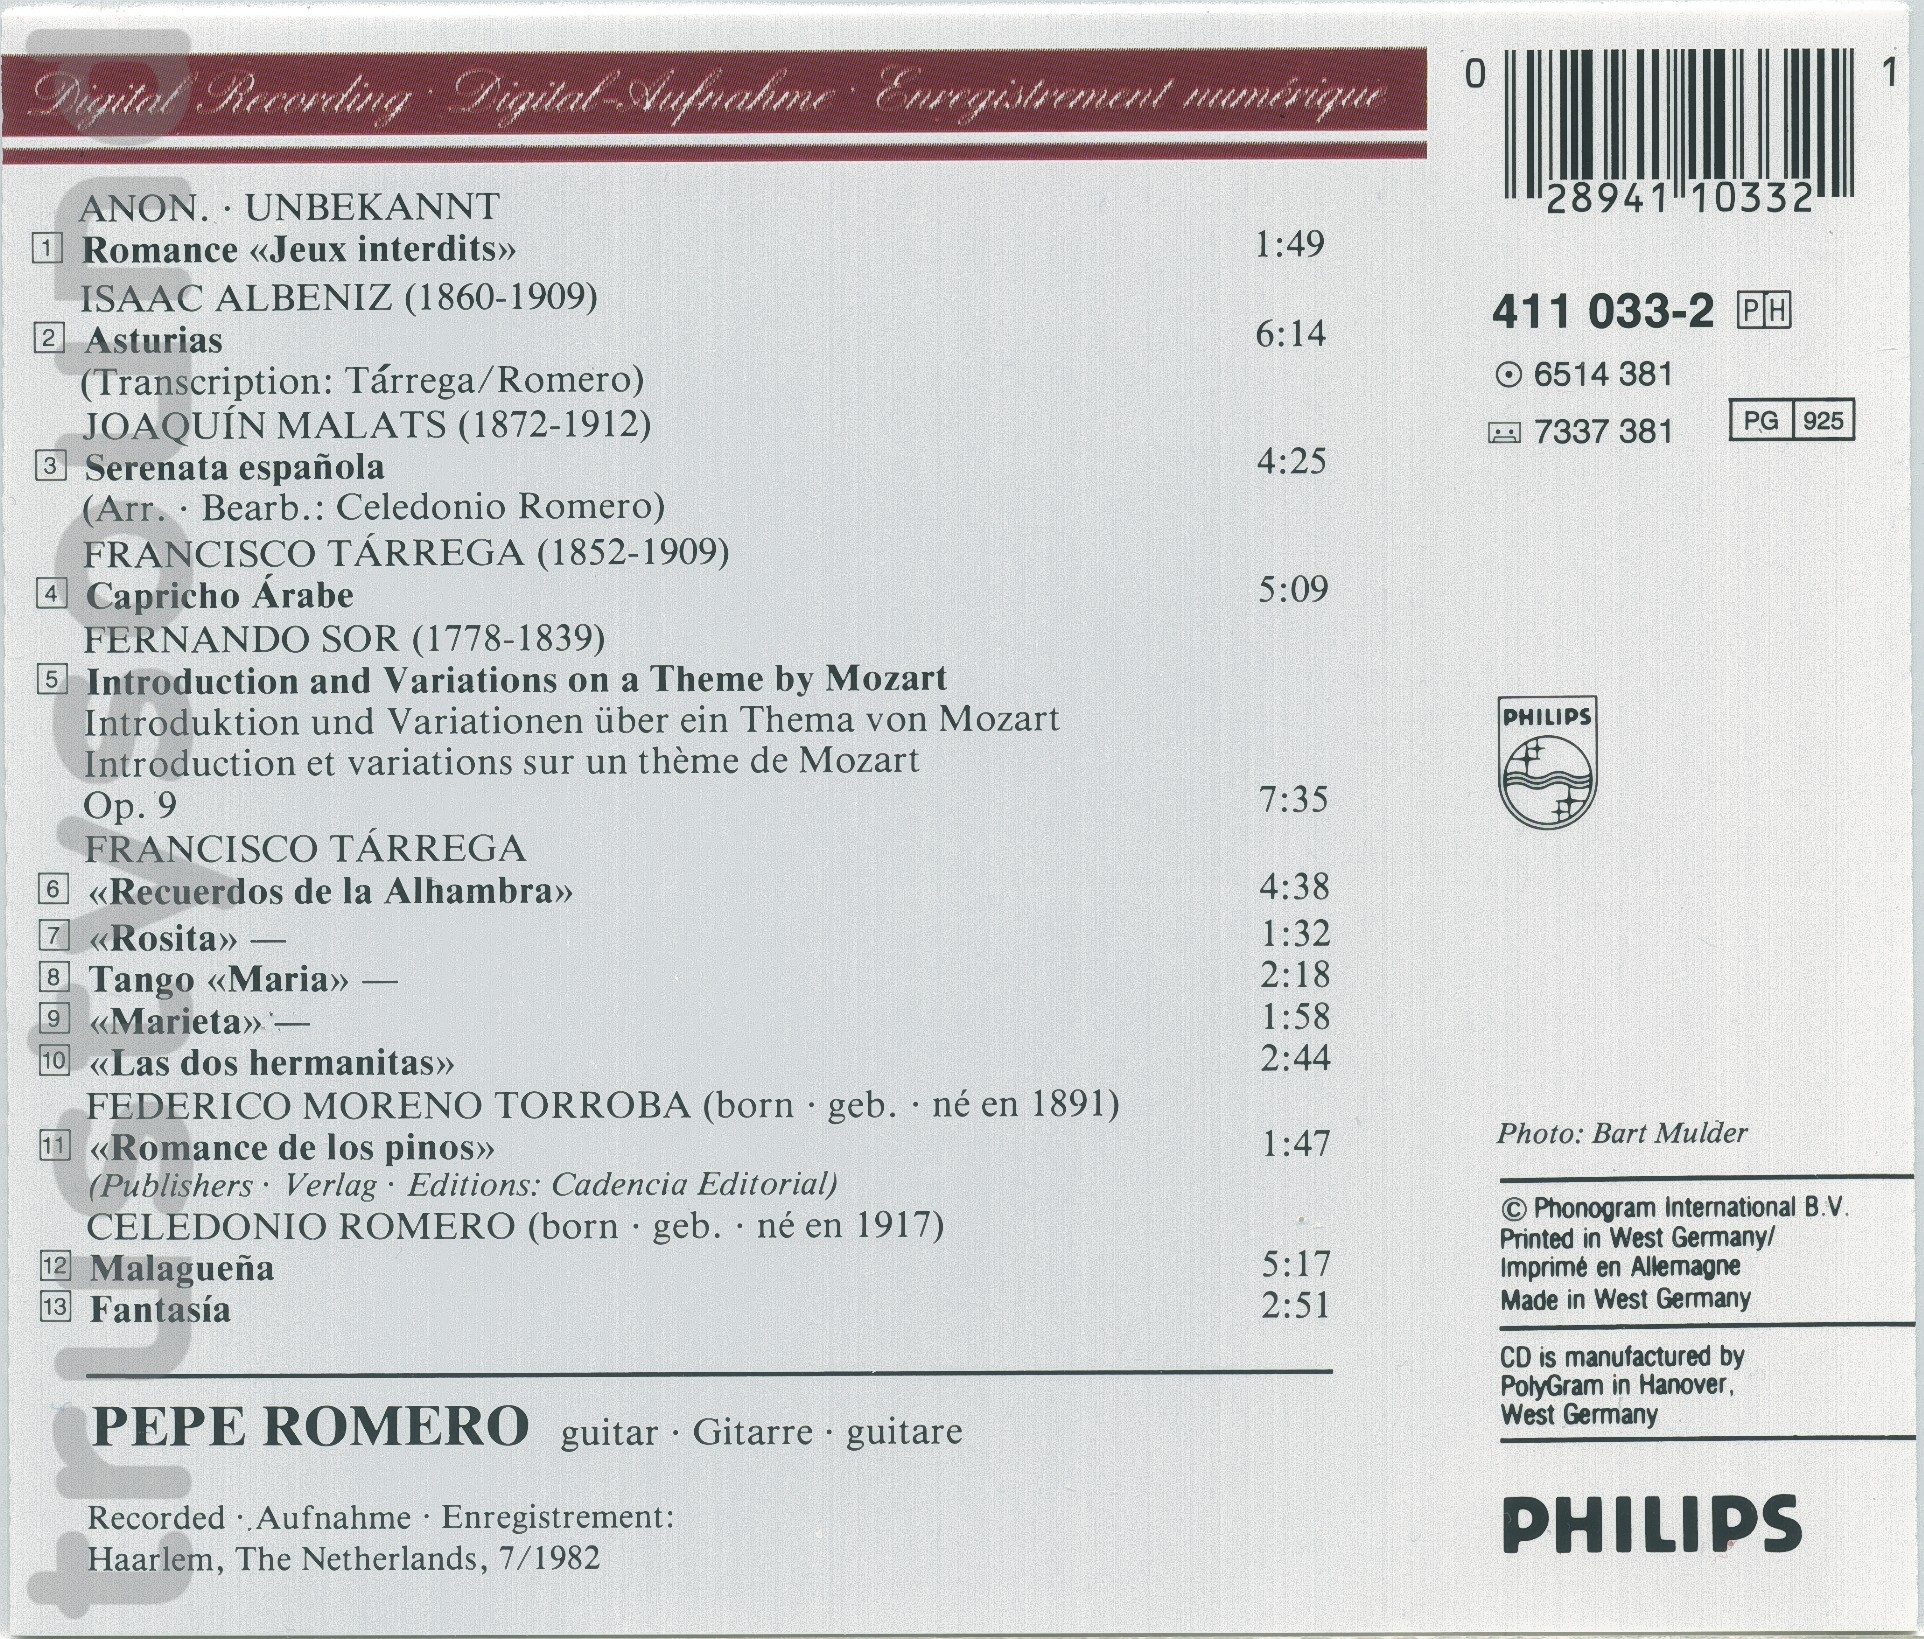 Digital Recording · Digital-Aufnahme · Enregistrement numérique
ANON. · UNBEKANNT
1 Romance «Jeux interdits» 1:49
ISAAC ALBENIZ (1860-1909)
2 Asturias 6:14
(Transcription: Tárrega/Romero)
JOAQUÍN MALATS (1872-1912)
3 Serenata española 4:25
(Arr. · Bearb.: Celedonio Romero)
FRANCISCO TÁRREGA (1852-1909)
4 Capricho Árabe 5:09
FERNANDO SOR (1778-1839)
5 Introduction and Variations on a Theme by Mozart
Introduktion und Variationen über ein Thema von Mozart
Introduction et variations sur un thème de Mozart
Op. 9 7:35
FRANCISCO TÁRREGA
6 «Recuerdos de la Alhambra» 4:38
7 «Rosita» — 1:32
8 Tango «Maria» — 2:18
9 «Marieta» — 1:58
10 «Las dos hermanitas» 2:44
FEDERICO MORENO TORROBA (born · geb. · né en 1891)
11 «Romance de los pinos» 1:47
(Publishers · Verlag · Editions: Cadencia Editorial)
CELEDONIO ROMERO (born · geb. · né en 1917)
12 Malagueña 5:17
13 Fantasía 2:51
PEPE ROMERO guitar · Gitarre · guitare
Recorded · Aufnahme · Enregistrement:
Haarlem, The Netherlands, 7/1982
0 28941 10332 1
411 033-2 PH
6514 381
7337 381 PG 925
PHILIPS
Photo: Bart Mulder
© Phonogram International B.V.
Printed in West Germany/
Imprimé en Allemagne
Made in West Germany
CD is manufactured by
PolyGram in Hanover,
West Germany
PHILIPS